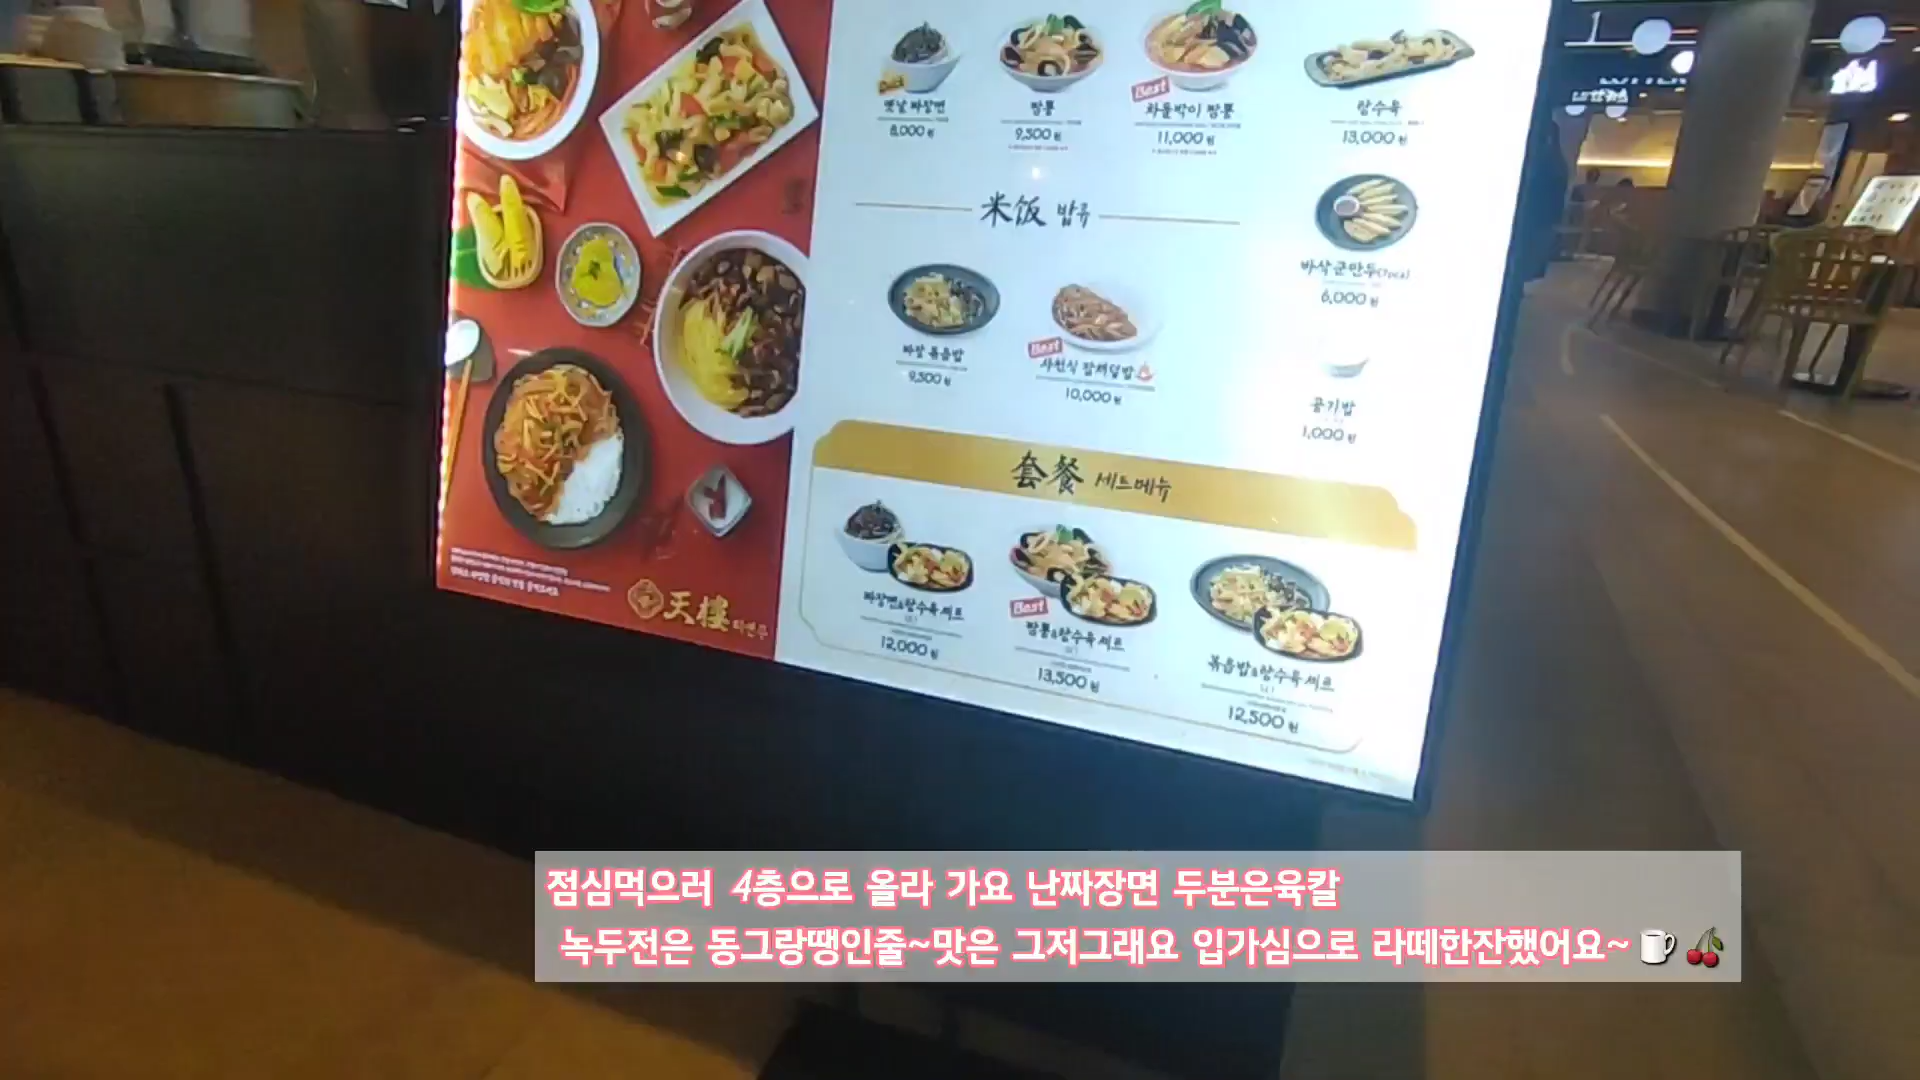 옛날 짜장면
8,000 원
짬뽕
9,500 원
Best
차돌박이 짬뽕
11,000 원
탕수육
13,000 원
米饭 밥류
바삭 군만두
6,000 원
짜장 볶음밥
9,500 원
Best
사천식 잡채덮밥
10,000 원
공기밥
1,000 원
套餐 세트메뉴
짜장면&탕수육 세트
12,000 원
Best
짬뽕&탕수육 세트
13,500 원
볶음밥&탕수육 세트
12,500 원
天樓
점심먹으러 4층으로 올라 가요 난짜장면 두분은육칼
녹두전은 동그랑땡인줄~맛은 그저그래요 입가심으로 라떼한잔했어요~